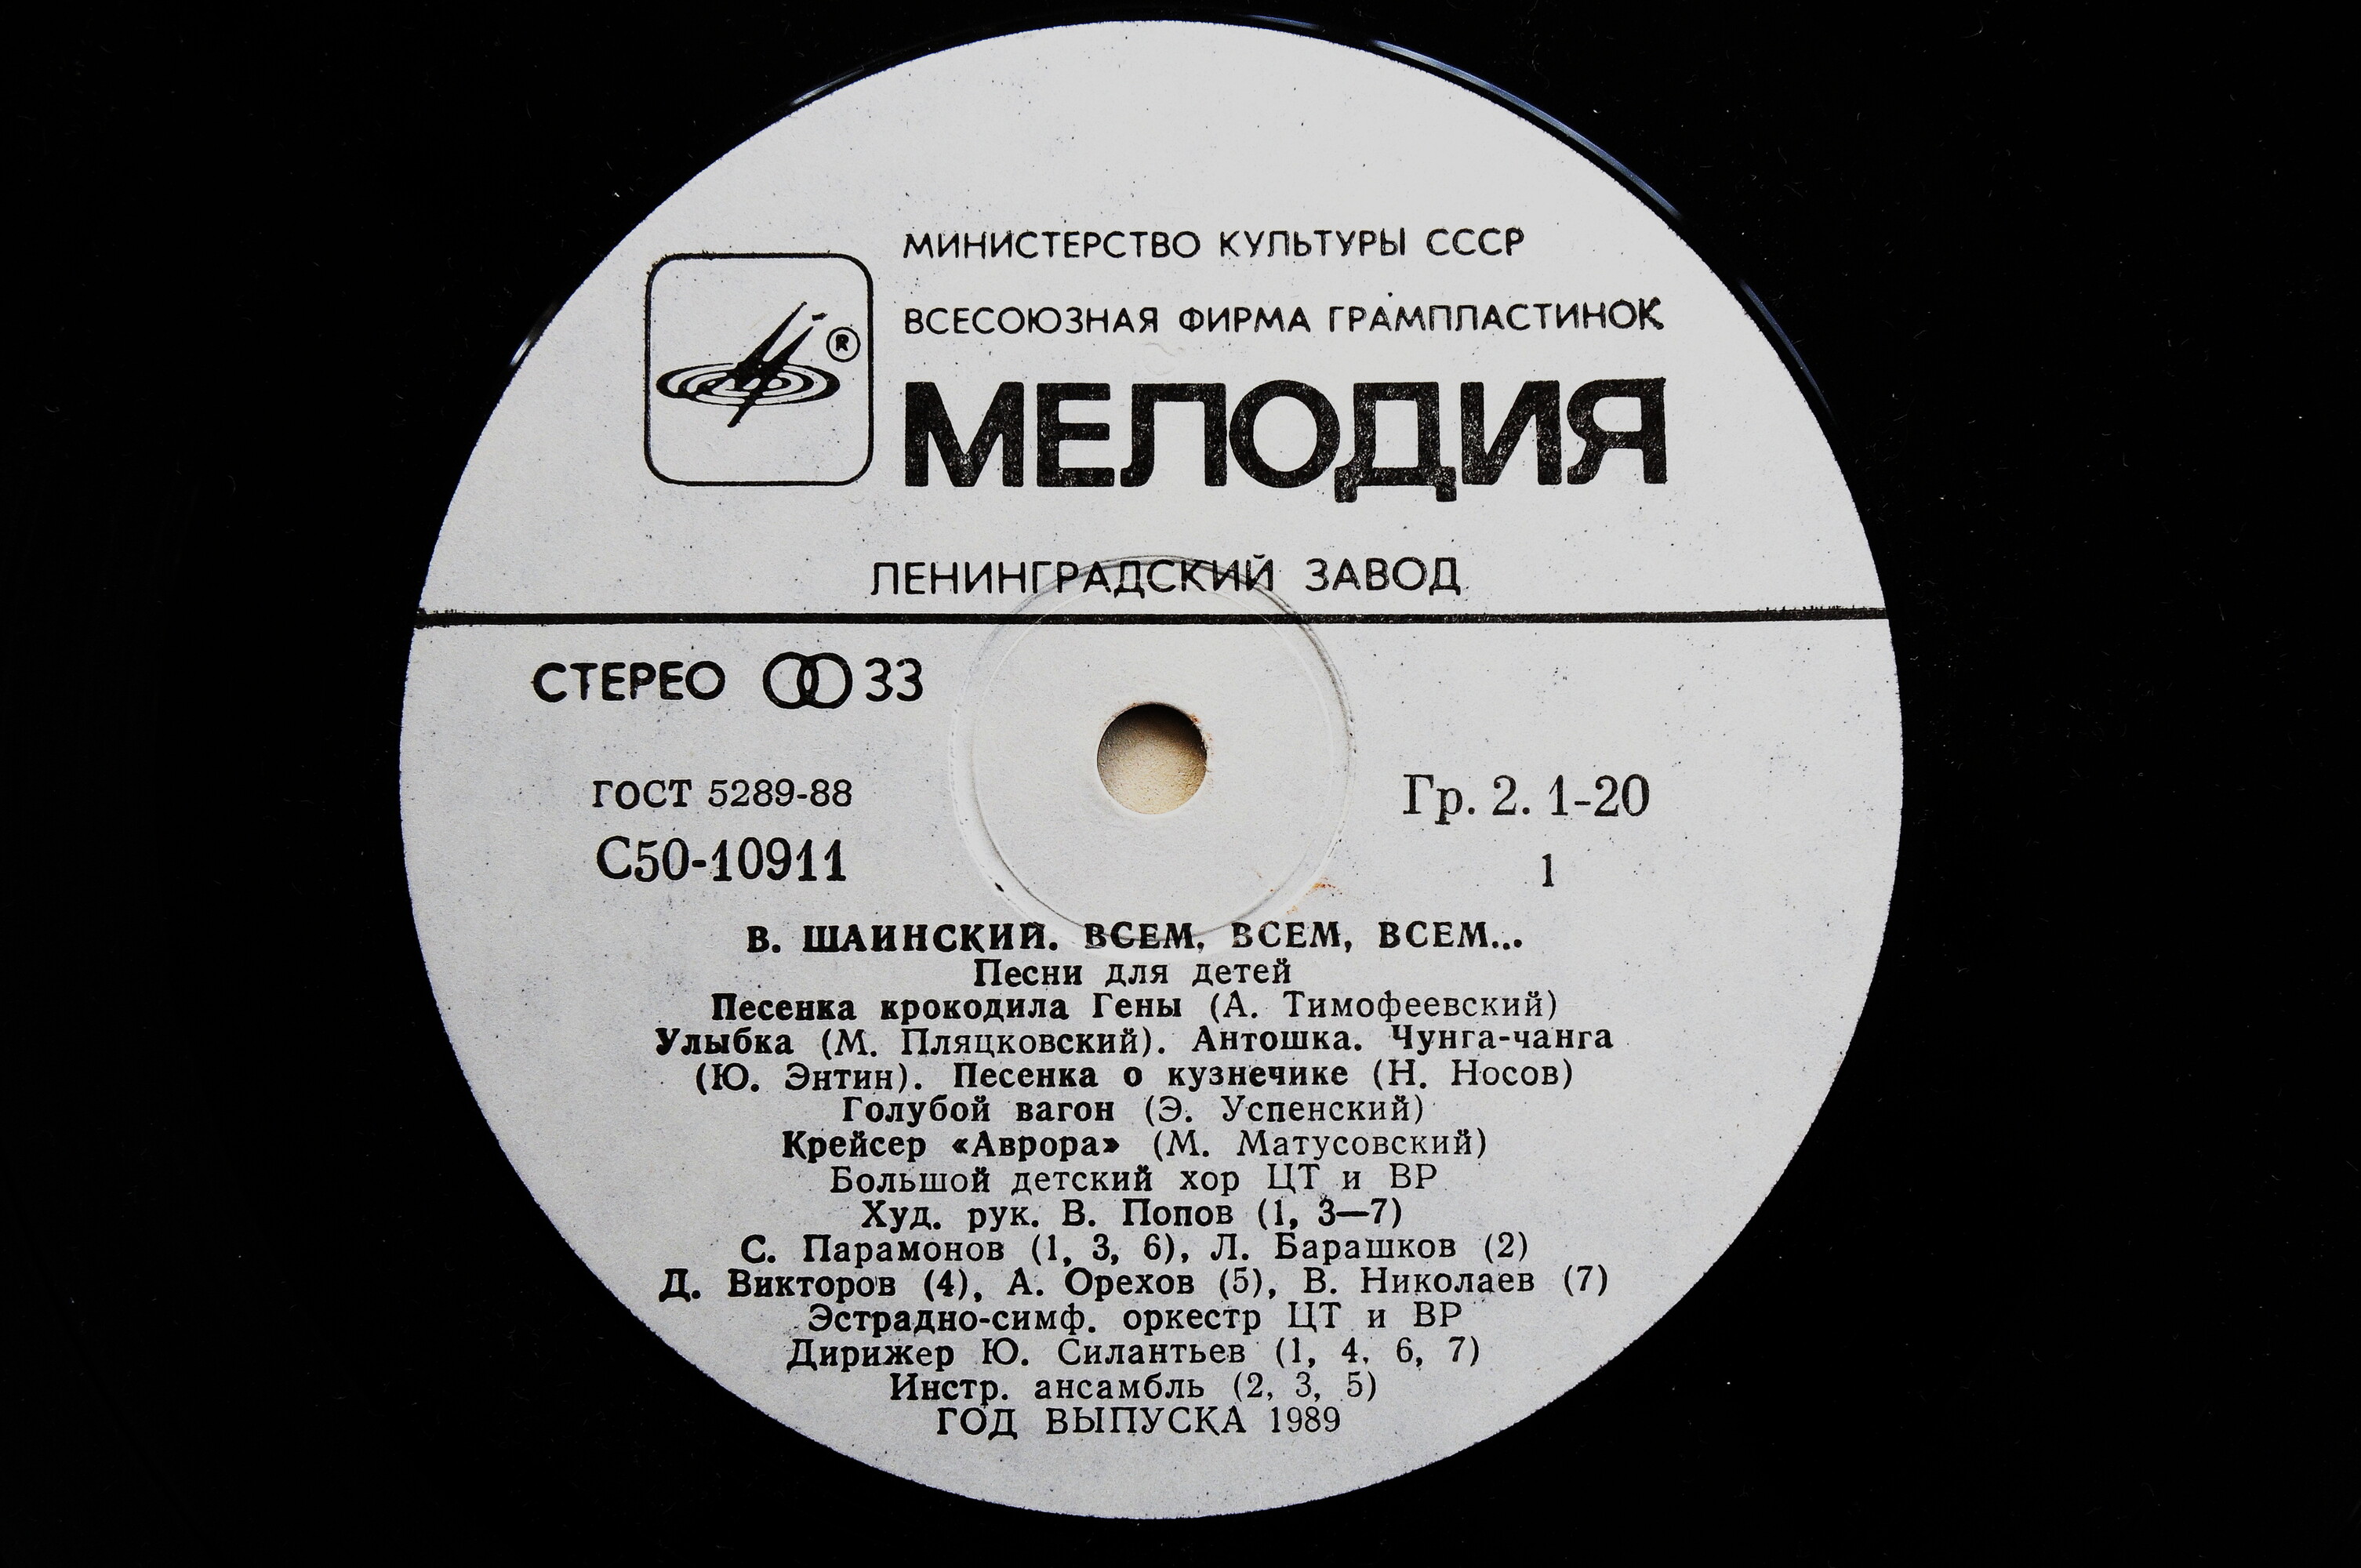 МИНИСТЕРСТВО КУЛЬТУРЫ СССР
ВСЕСОЮЗНАЯ ФИРМА ГРАМПЛАСТИНОК
®
МЕЛОДИЯ
ЛЕНИНГРАДСКИЙ ЗАВОД
СТЕРЕО 33
ГОСТ 5289-88
Гр. 2. 1-20
С50-10911
1
В. ШАИНСКИЙ. ВСЕМ, ВСЕМ, ВСЕМ...
Песни для детей
Песенка крокодила Гены (А. Тимофеевский)
Улыбка (М. Пляцковский). Антошка. Чунга-чанга
(Ю. Энтин). Песенка о кузнечике (Н. Носов)
Голубой вагон (Э. Успенский)
Крейсер «Аврора» (М. Матусовский)
Большой детский хор ЦТ и ВР
Худ. рук. В. Попов (1, 3—7)
С. Парамонов (1, 3, 6), Л. Барашков (2)
Д. Викторов (4), А. Орехов (5), В. Николаев (7)
Эстрадно-симф. оркестр ЦТ и ВР
Дирижер Ю. Силантьев (1, 4, 6, 7)
Инстр. ансамбль (2, 3, 5)
ГОД ВЫПУСКА 1989